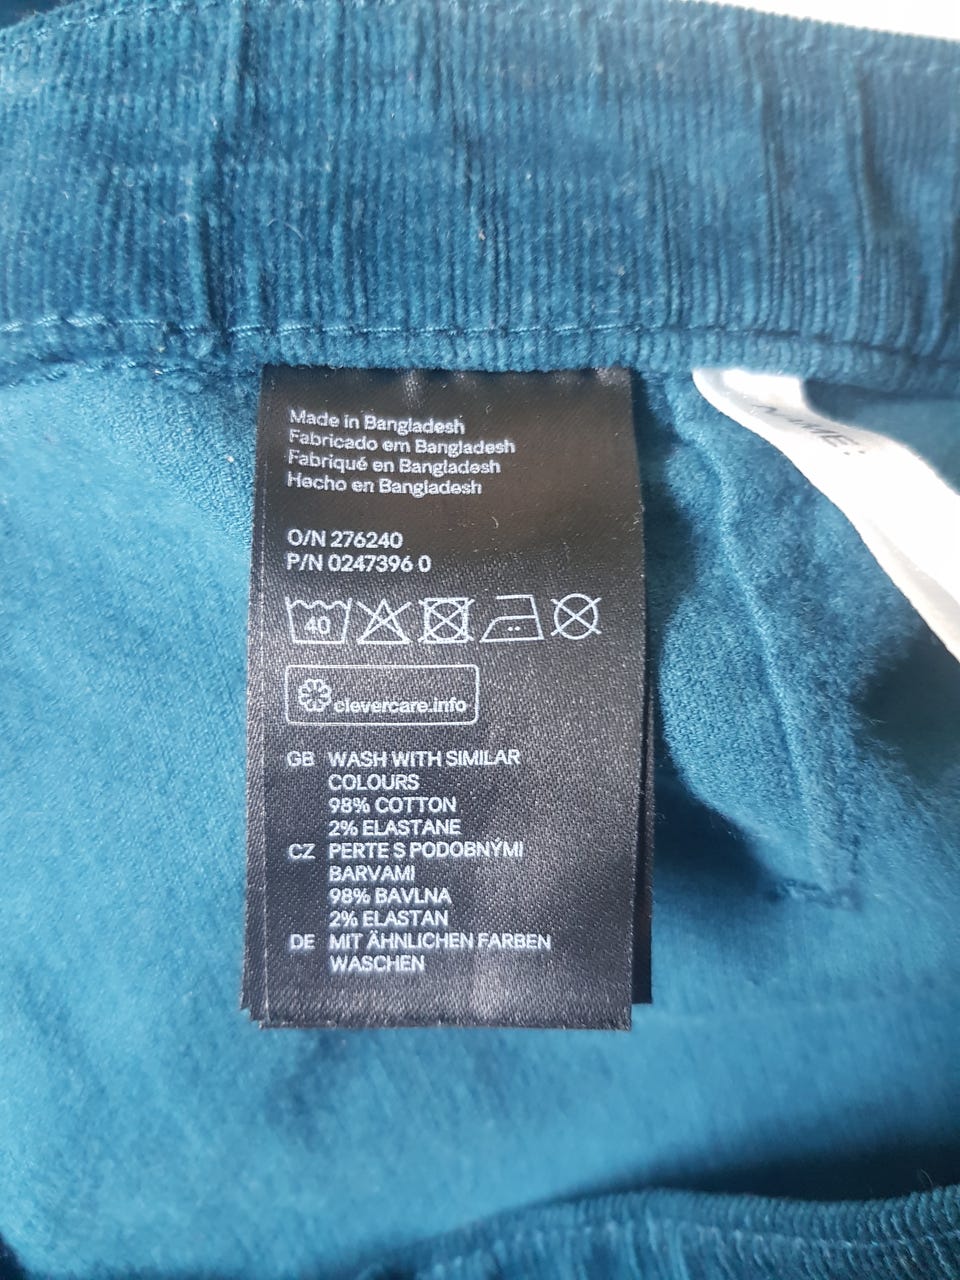 Made in Bangladesh
Fabricado em Bangladesh
Fabriqué en Bangladesh
Hecho en Bangladesh
O/N 276240
P/N 0247396 0
40
clevercare.info
GB WASH WITH SIMILAR
COLOURS
98% COTTON
2% ELASTANE
CZ PERTE S PODOBNÝMI
BARVAMI
98% BAVLNA
2% ELASTAN
DE MIT ÄHNLICHEN FARBEN
WASCHEN
NAME: